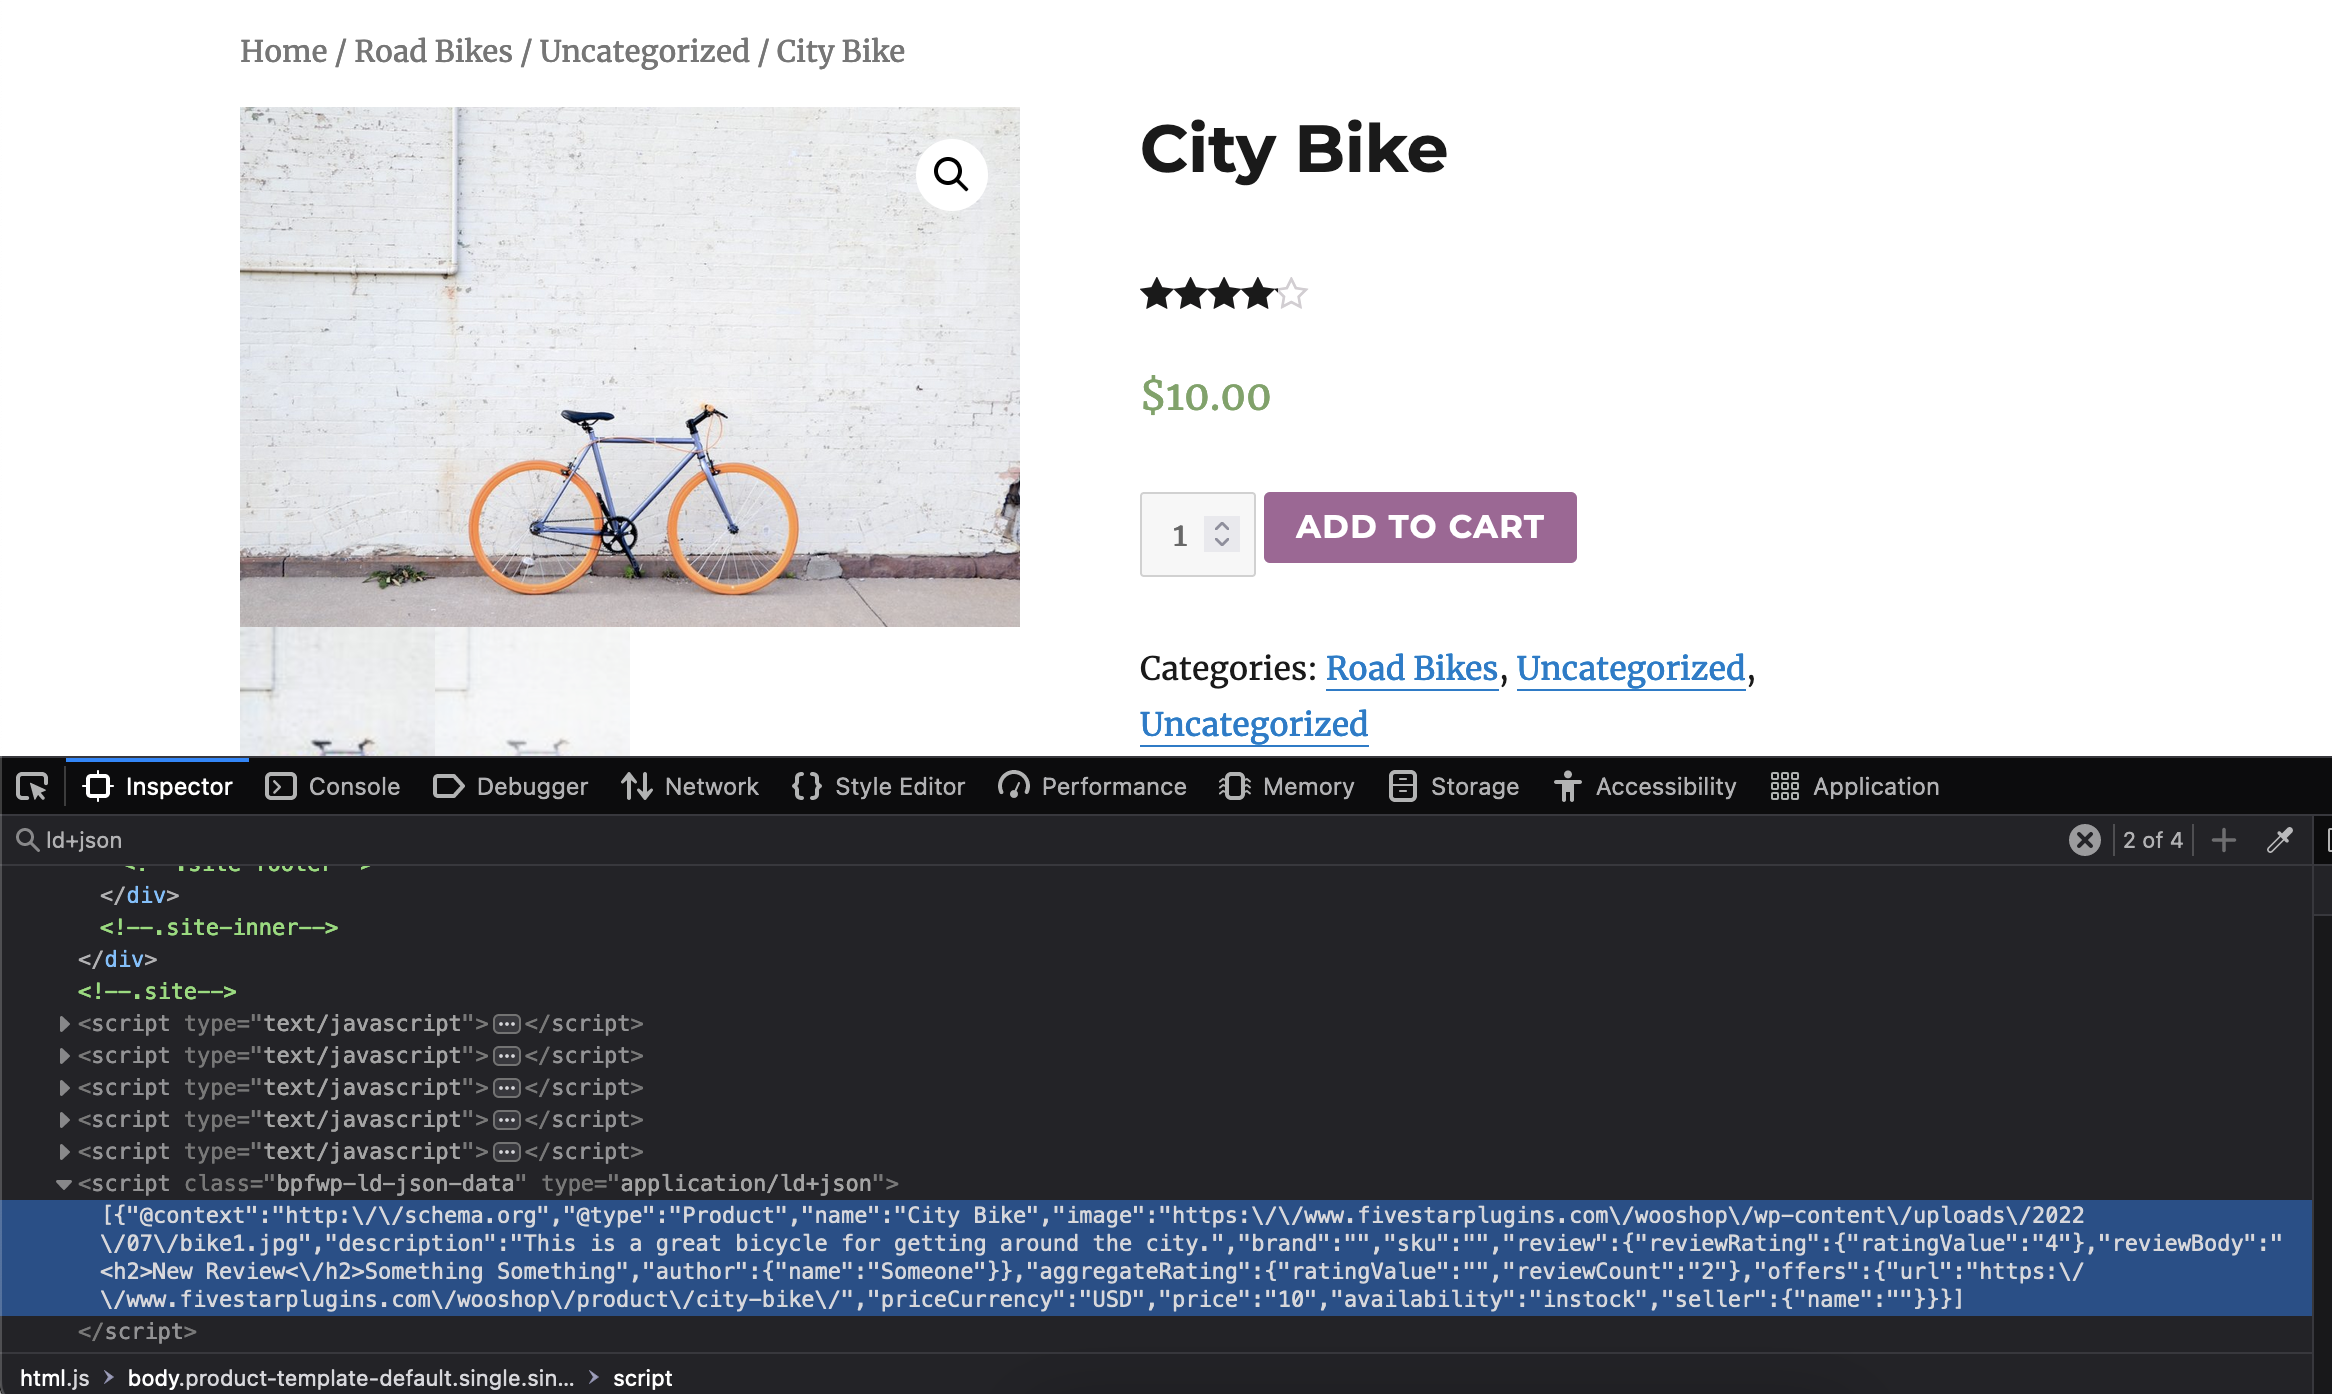 Home / Road Bikes / Uncategorized / City Bike
City Bike
$10.00
1
ADD TO CART
Categories: Road Bikes, Uncategorized,
Uncategorized
Inspector Console Debugger Network Style Editor Performance Memory Storage Accessibility Application
ld+json 2 of 4
<!-- .site-footer -->
</div>
<!--.site-inner-->
</div>
<!--.site-->
<script type="text/javascript">···</script>
<script type="text/javascript">···</script>
<script type="text/javascript">···</script>
<script type="text/javascript">···</script>
<script type="text/javascript">···</script>
<script class="bpfwp-ld-json-data" type="application/ld+json">
[{"@context":"http:\/\/schema.org","@type":"Product","name":"City Bike","image":"https:\/\/www.fivestarplugins.com\/wooshop\/wp-content\/uploads\/2022
\/07\/bike1.jpg","description":"This is a great bicycle for getting around the city.","brand":"","sku":"","review":{"reviewRating":{"ratingValue":"4"},"reviewBody":"
<h2>New Review<\/h2>Something Something","author":{"name":"Someone"}},"aggregateRating":{"ratingValue":"","reviewCount":"2"},"offers":{"url":"https:\/
\/www.fivestarplugins.com\/wooshop\/product\/city-bike\/","priceCurrency":"USD","price":"10","availability":"instock","seller":{"name":""}}}]
</script>
html.js > body.product-template-default.single.sin... > script